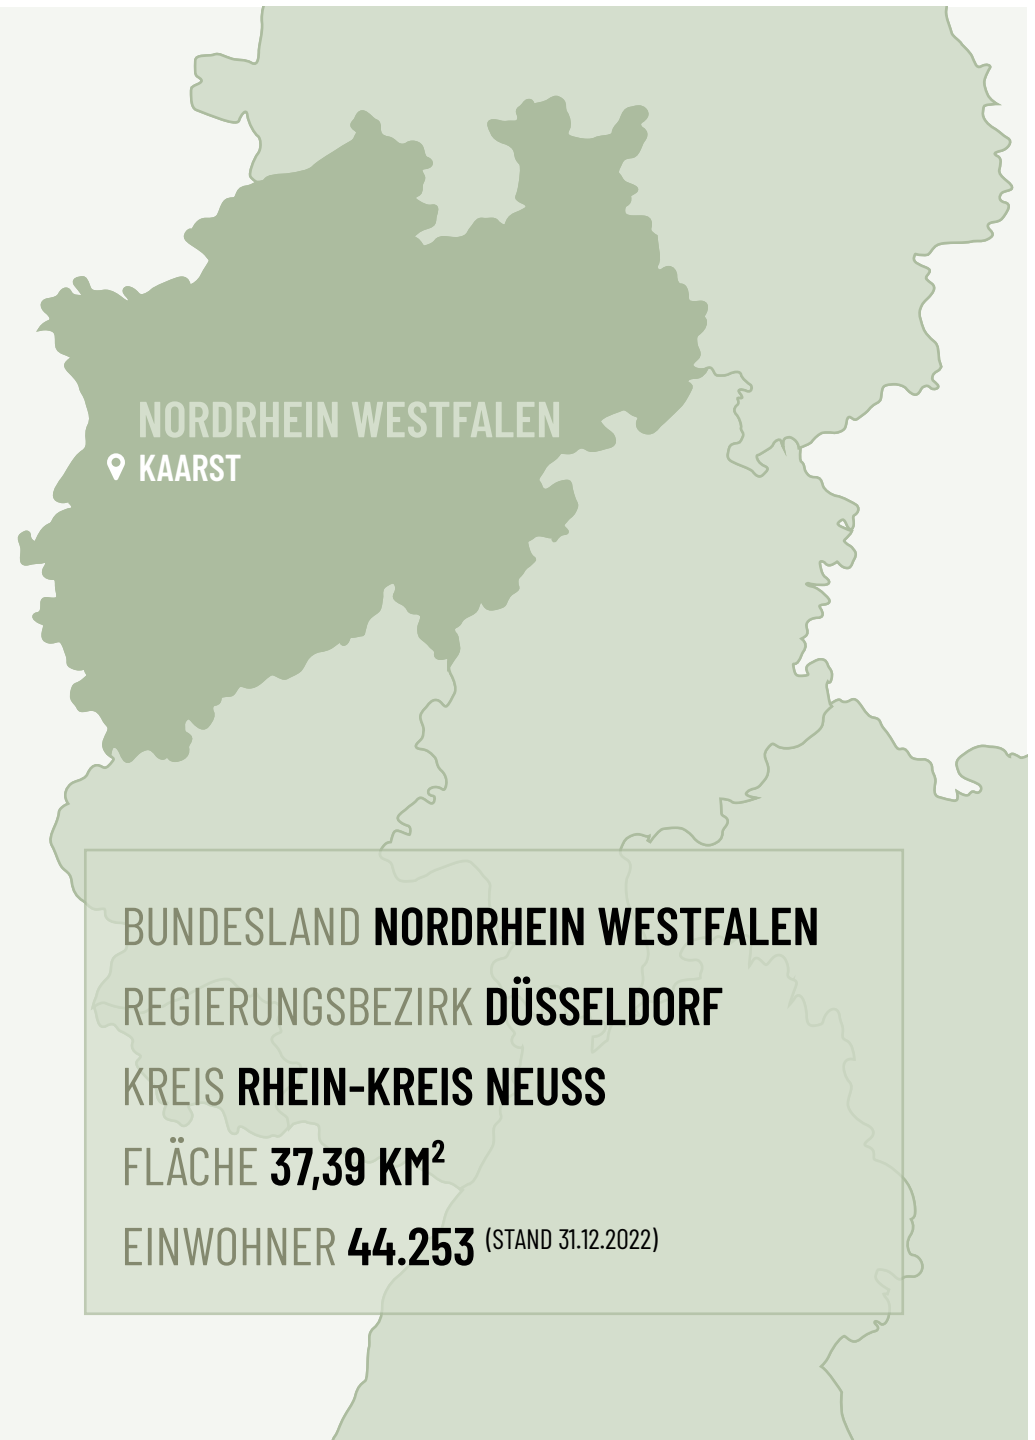 NORDRHEIN WESTFALEN
KAARST
BUNDESLAND NORDRHEIN WESTFALEN
REGIERUNGSBEZIRK DÜSSELDORF
KREIS RHEIN-KREIS NEUSS
FLÄCHE 37,39 KM²
EINWOHNER 44.253 (STAND 31.12.2022)